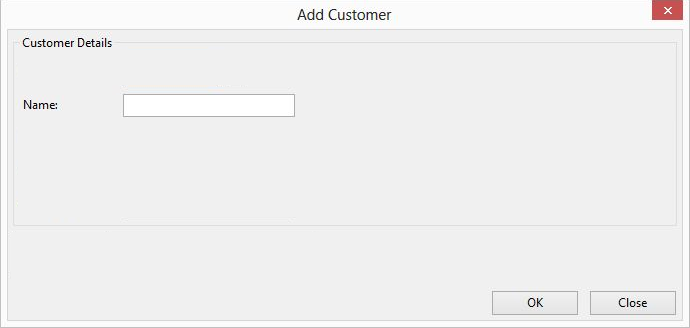 Add Customer
Customer Details
Name:
OK
Close